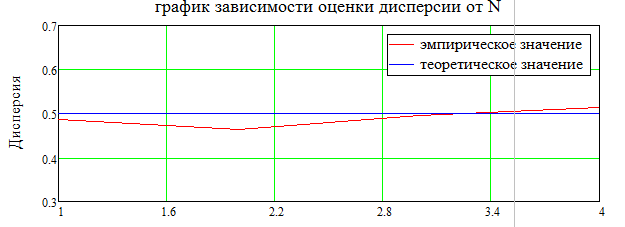 график зависимости оценки дисперсии от N
0.7
эмпирическое значение
теоретическое значение
0.6
0.5
0.4
0.3
Дисперсия
1 1.6 2.2 2.8 3.4 4